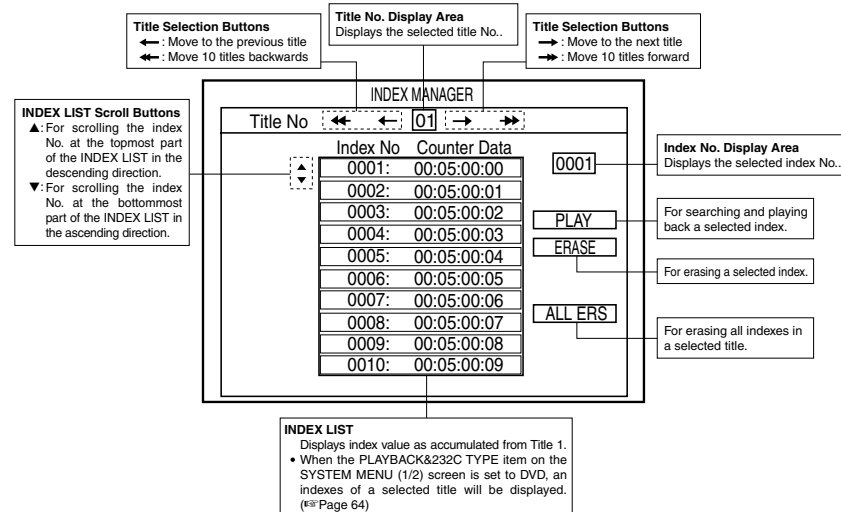 Title Selection Buttons
← : Move to the previous title
↞ : Move 10 titles backwards
Title No. Display Area
Displays the selected title No..
Title Selection Buttons
→ : Move to the next title
↠ : Move 10 titles forward
INDEX LIST Scroll Buttons
▲: For scrolling the index
No. at the topmost part
of the INDEX LIST in the
descending direction.
▼: For scrolling the index
No. at the bottommost
part of the INDEX LIST in
the ascending direction.
INDEX MANAGER
Title No ↞ ← 01 → ↠
Index No Counter Data
▲
▼
0001: 00:05:00:00
0002: 00:05:00:01
0003: 00:05:00:02
0004: 00:05:00:03
0005: 00:05:00:04
0006: 00:05:00:05
0007: 00:05:00:06
0008: 00:05:00:07
0009: 00:05:00:08
0010: 00:05:00:09
0001
PLAY
ERASE
ALL ERS
Index No. Display Area
Displays the selected index No..
For searching and playing
back a selected index.
For erasing a selected index.
For erasing all indexes in
a selected title.
INDEX LIST
Displays index value as accumulated from Title 1.
• When the PLAYBACK&232C TYPE item on the
SYSTEM MENU (1/2) screen is set to DVD, an
indexes of a selected title will be displayed.
(☞Page 64)